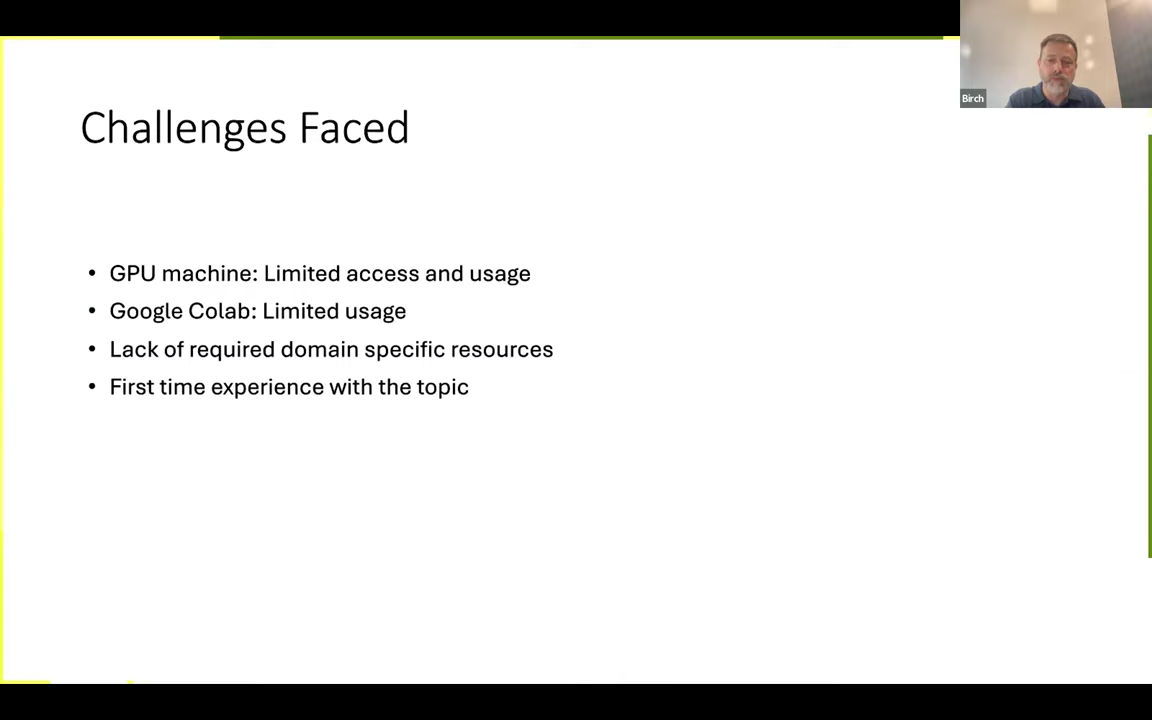 Birch
Challenges Faced
• GPU machine: Limited access and usage
• Google Colab: Limited usage
• Lack of required domain specific resources
• First time experience with the topic